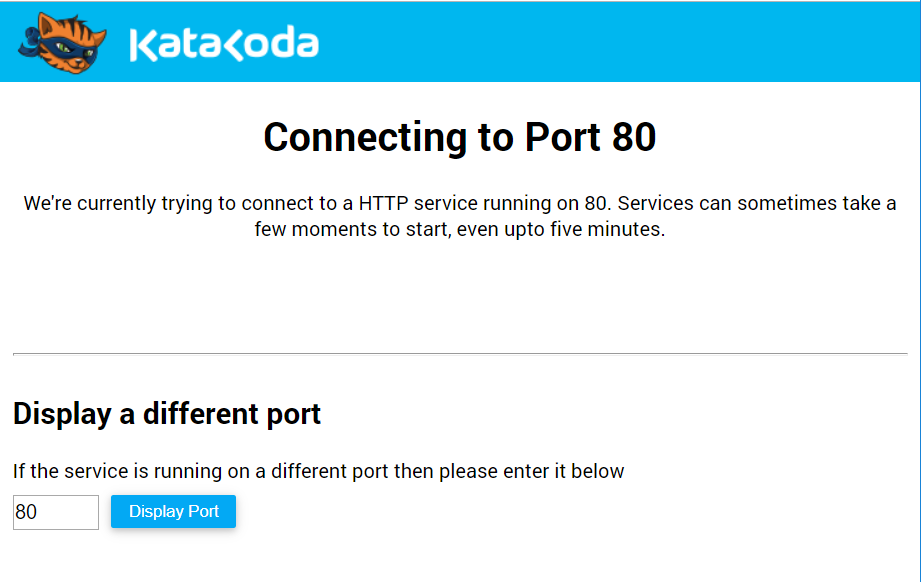 Katacoda
Connecting to Port 80
We're currently trying to connect to a HTTP service running on 80. Services can sometimes take a
few moments to start, even upto five minutes.
Display a different port
If the service is running on a different port then please enter it below
80
Display Port